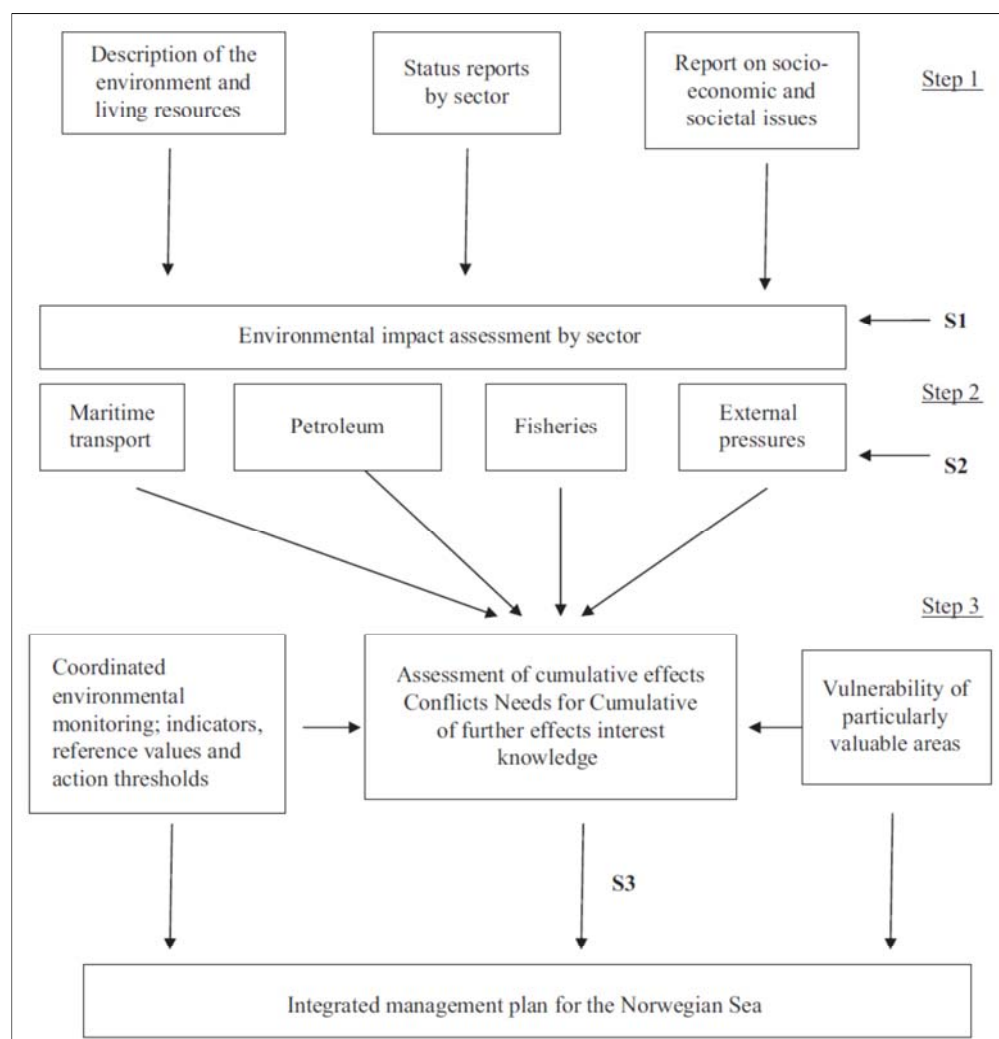 Description of the
environment and
living resources
Status reports
by sector
Report on socio-
economic and
societal issues
Step 1
Environmental impact assessment by sector
S1
Step 2
Maritime
transport
Petroleum
Fisheries
External
pressures
S2
Step 3
Coordinated
environmental
monitoring; indicators,
reference values and
action thresholds
Assessment of cumulative effects
Conflicts Needs for Cumulative
of further effects interest
knowledge
Vulnerability of
particularly
valuable areas
S3
Integrated management plan for the Norwegian Sea